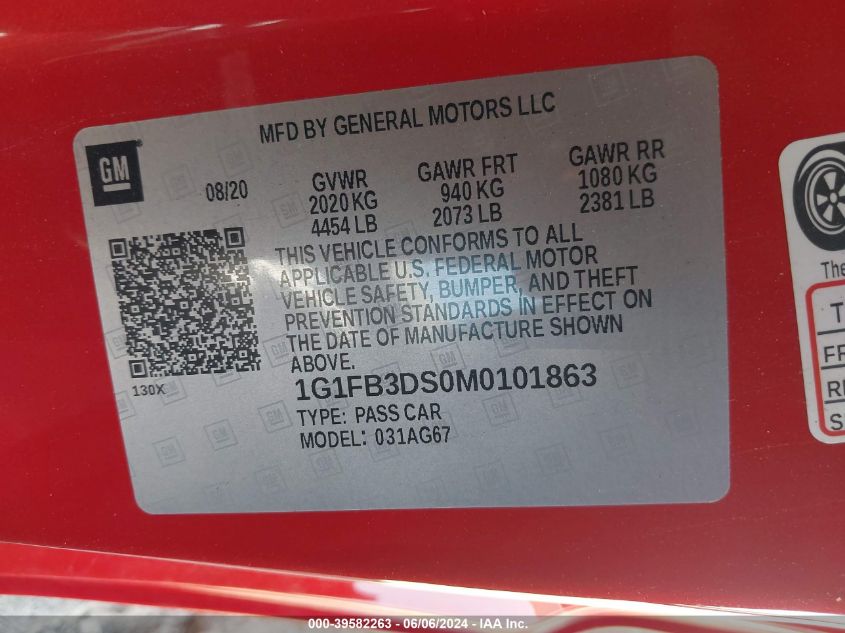 MFD BY GENERAL MOTORS LLC
GM
08/20
GVWR
2020 KG
4454 LB
GAWR FRT
940 KG
2073 LB
GAWR RR
1080 KG
2381 LB
THIS VEHICLE CONFORMS TO ALL
APPLICABLE U.S. FEDERAL MOTOR
VEHICLE SAFETY, BUMPER, AND THEFT
PREVENTION STANDARDS IN EFFECT ON
THE DATE OF MANUFACTURE SHOWN
ABOVE.
130X
1G1FB3DS0M0101863
TYPE: PASS CAR
MODEL: 031AG67
The
T
FR
RE
S
000-39582263 - 06/06/2024 - IAA Inc.